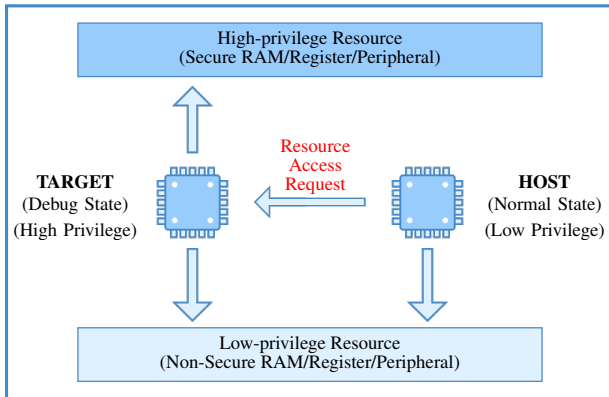 High-privilege Resource
(Secure RAM/Register/Peripheral)
Resource
Access
Request
TARGET
(Debug State)
(High Privilege)
HOST
(Normal State)
(Low Privilege)
Low-privilege Resource
(Non-Secure RAM/Register/Peripheral)